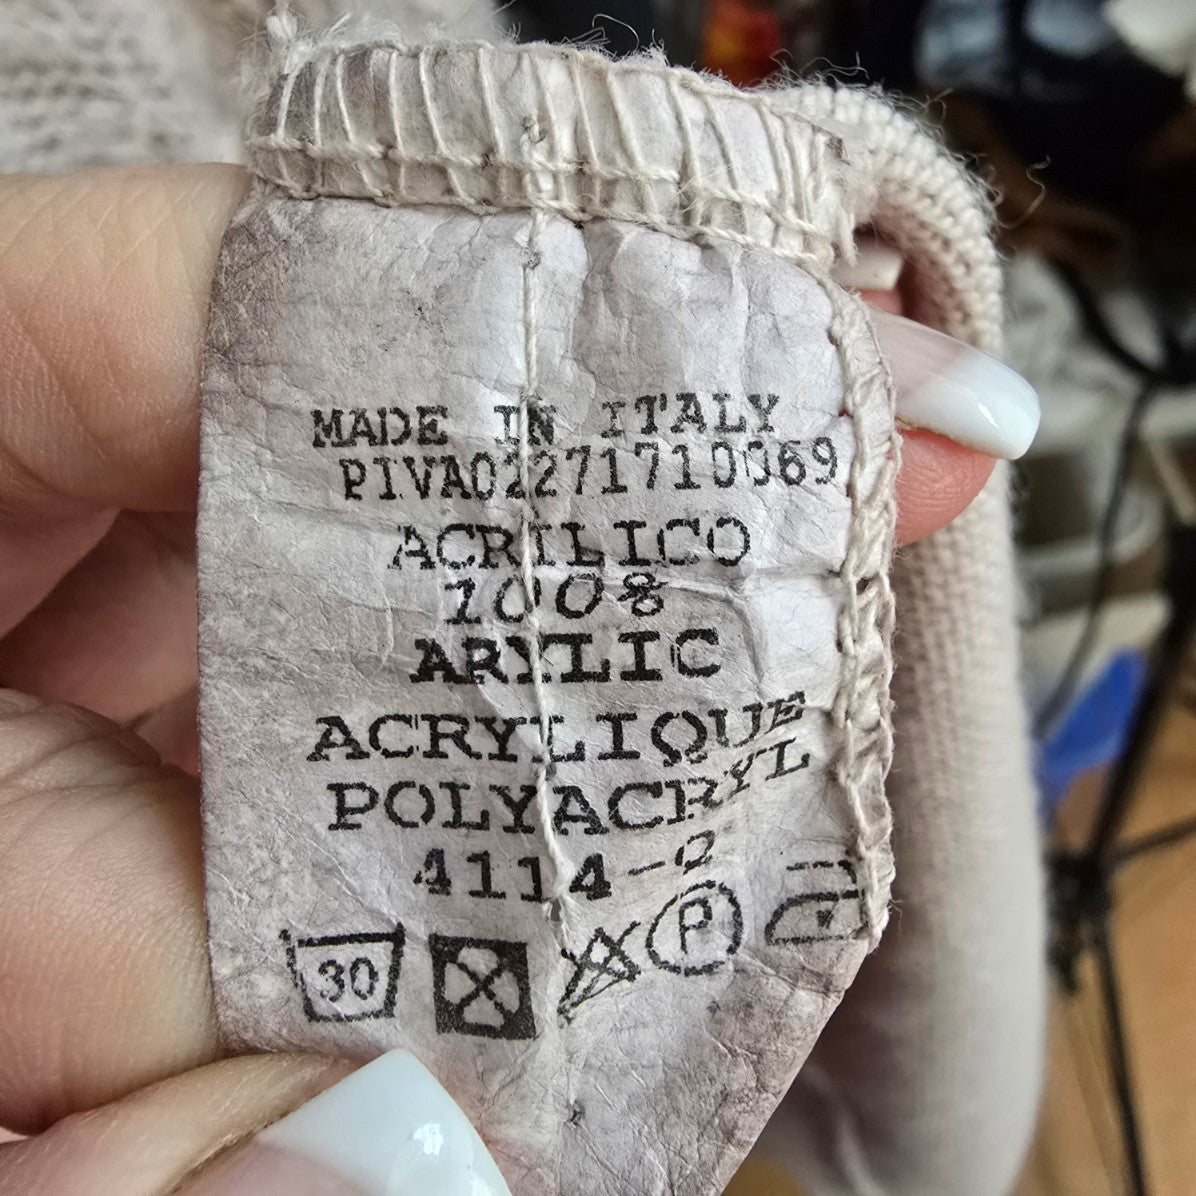 MADE IN ITALY
PIVA02271710069
ACRILICO
100%
ARYLIC
ACRYLIQUE
POLYACRYL
4114-2
30
P